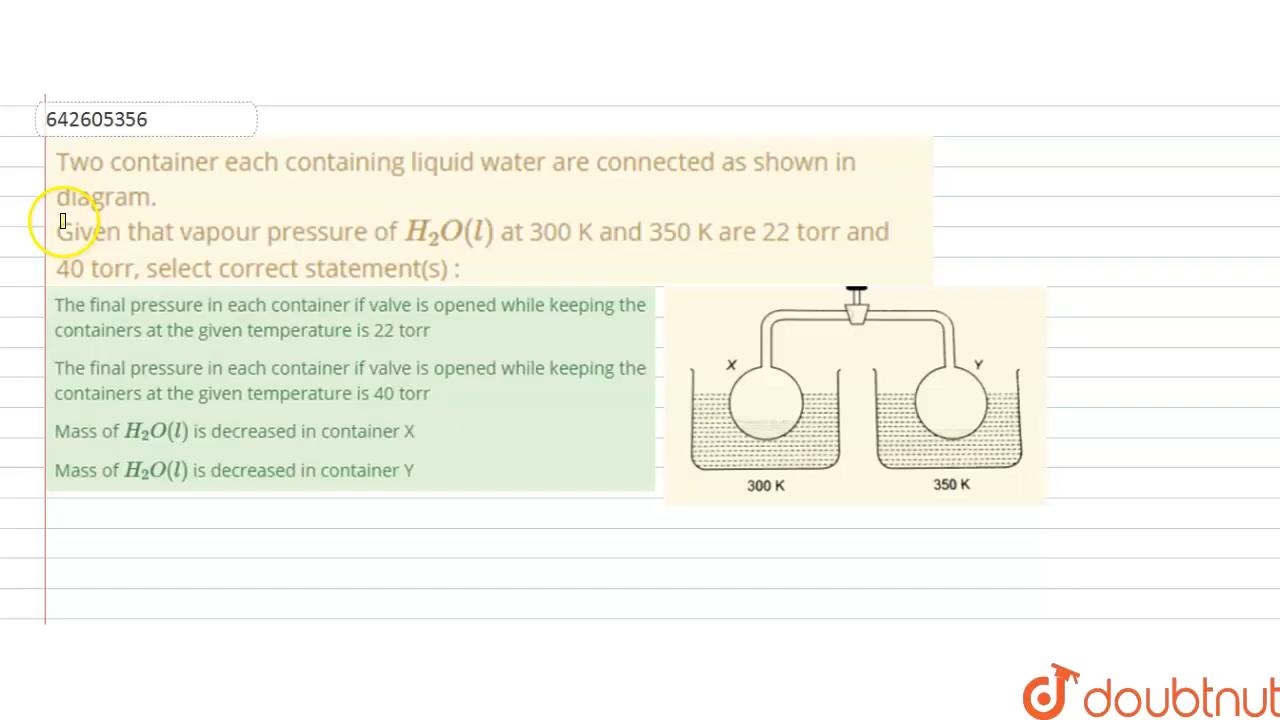 642605356
Two container each containing liquid water are connected as shown in
diagram.
Given that vapour pressure of H₂O(l) at 300 K and 350 K are 22 torr and
40 torr, select correct statement(s) :
The final pressure in each container if valve is opened while keeping the
containers at the given temperature is 22 torr
The final pressure in each container if valve is opened while keeping the
containers at the given temperature is 40 torr
Mass of H₂O(l) is decreased in container X
Mass of H₂O(l) is decreased in container Y
X
Y
300 K
350 K
doubtnut